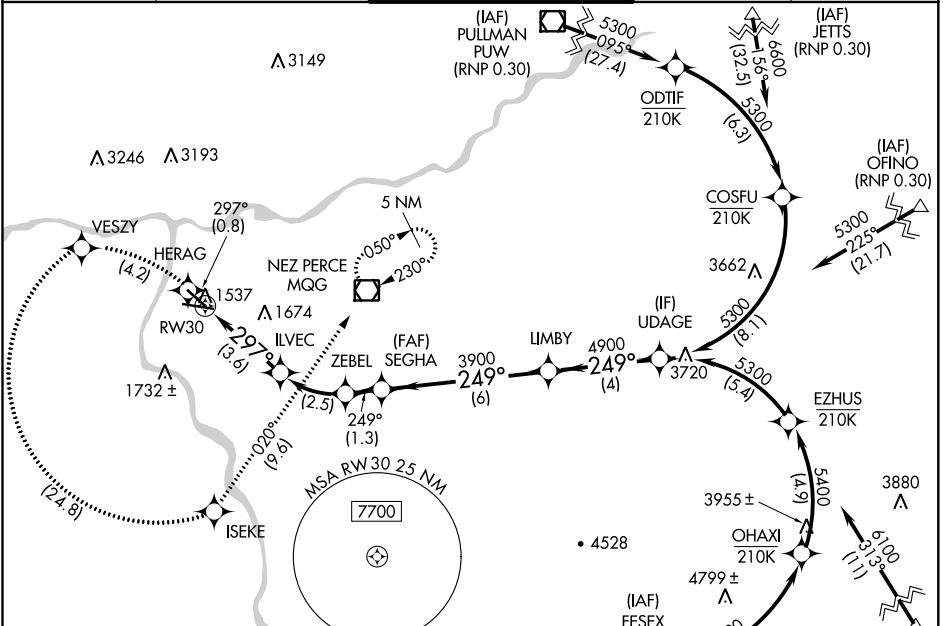 (IAF)
PULLMAN
PUW
(RNP 0.30)
5300
095°
(27.4)
(IAF)
JETTS
(RNP 0.30)
6600
156°
(32.5)
3149
ODTIF
210K
5300
(6.3)
3246
3193
(IAF)
OFINO
(RNP 0.30)
5300
225°
(21.7)
297°
(0.8)
5 NM
050°
230°
COSFU
210K
VESZY
(4.2)
HERAG
NEZ PERCE
MQG
3662
1537
RW30
1674
297°
(3.6)
ILVEC
ZEBEL
(FAF)
SEGHA
LIMBY
(IF)
UDAGE
5300
(8.1)
3900
249°
(6)
4900
249°
(4)
3720
5300
(5.4)
1732 ±
(2.5)
249°
(1.3)
EZHUS
210K
020°
(9.6)
MSA RW30 25 NM
7700
(24.8)
ISEKE
5400
(4.9)
3955 ±
3880
OHAXI
210K
4528
6100
313°
(11)
4799 ±
(IAF)